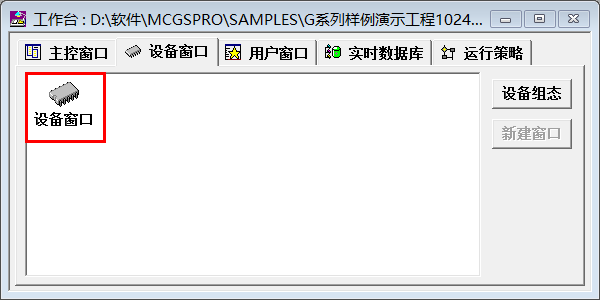 工作台 : D:\软件\MCGSPRO\SAMPLES\G系列样例演示工程1024...
主控窗口 设备窗口 用户窗口 实时数据库 运行策略
设备窗口
设备组态
新建窗口